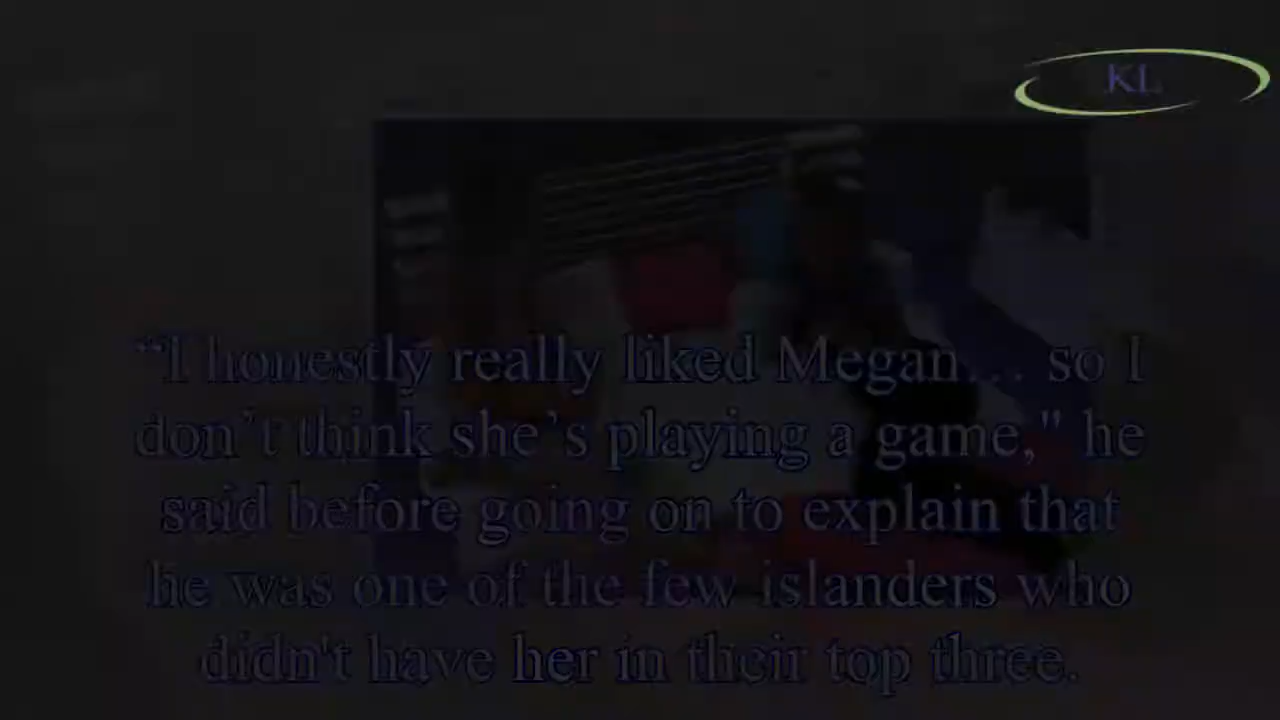 KL
“I honestly really liked Megan… so I
don’t think she’s playing a game," he
said before going on to explain that
he was one of the few islanders who
didn't have her in their top three.